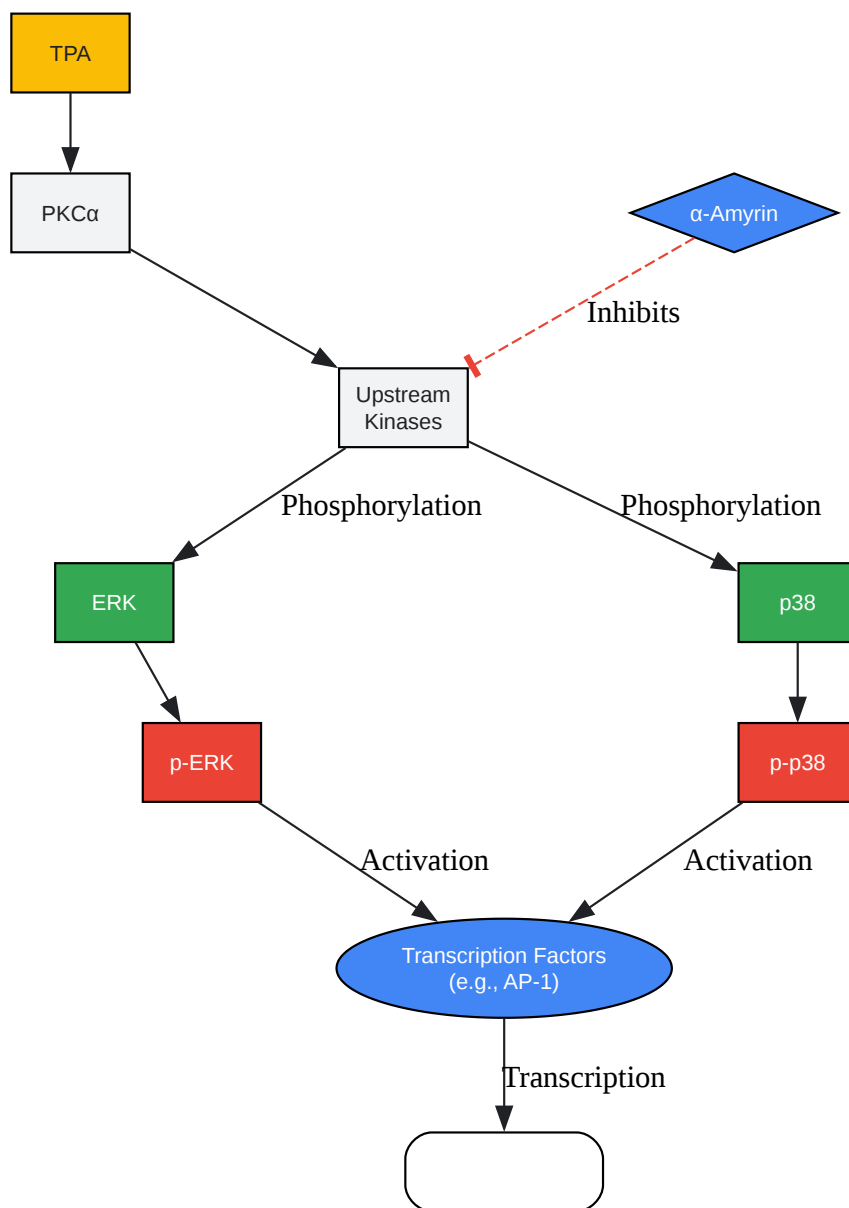 TPA
PKCα
α-Amyrin
Inhibits
Upstream
Kinases
Phosphorylation
Phosphorylation
ERK
p38
p-ERK
p-p38
Activation
Activation
Transcription Factors
(e.g., AP-1)
Transcription